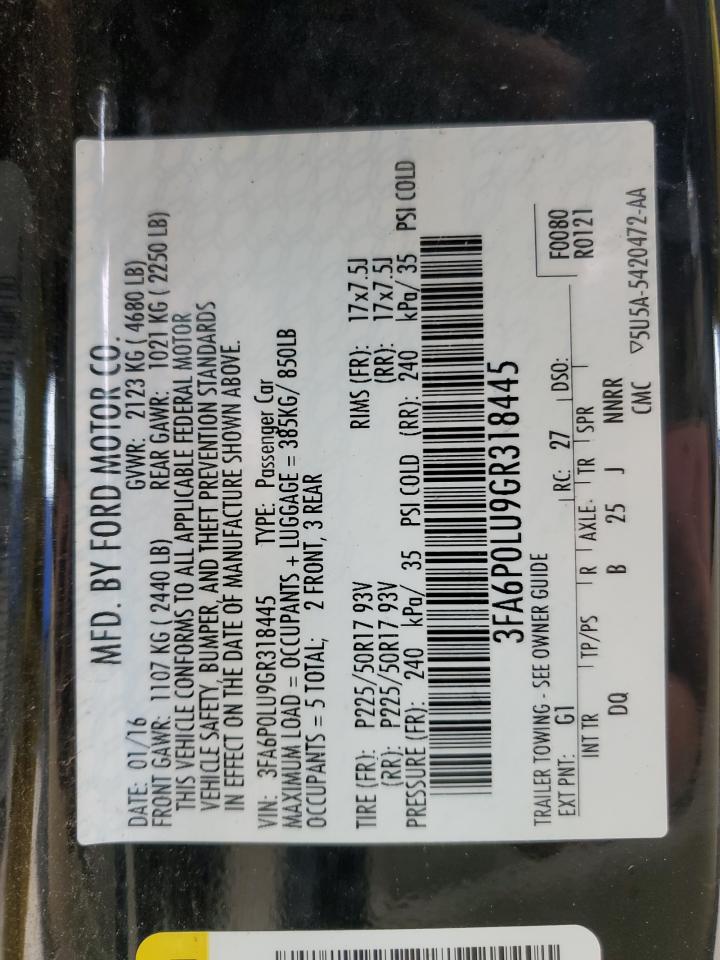 MFD. BY FORD MOTOR CO.
DATE: 01/16 GVWR: 2123 KG ( 4680 LB)
FRONT GAWR: 1107 KG ( 2440 LB) REAR GAWR: 1021 KG ( 2250 LB)
THIS VEHICLE CONFORMS TO ALL APPLICABLE FEDERAL MOTOR
VEHICLE SAFETY, BUMPER, AND THEFT PREVENTION STANDARDS
IN EFFECT ON THE DATE OF MANUFACTURE SHOWN ABOVE.
VIN: 3FA6P0LU9GR318445 TYPE: Passenger Car
MAXIMUM LOAD = OCCUPANTS + LUGGAGE = 385KG/ 850LB
OCCUPANTS = 5 TOTAL; 2 FRONT, 3 REAR
TIRE (FR): P225/50R17 93V RIMS (FR): 17x7.5J
(RR): P225/50R17 93V (RR): 17x7.5J
PRESSURE (FR): 240 kPa/ 35 PSI COLD (RR): 240 kPa/ 35 PSI COLD
3FA6P0LU9GR318445
TRAILER TOWING - SEE OWNER GUIDE
F0080
EXT PNT: G1 RC: 27 DSO: R0121
INT TR TP/PS R AXLE TR SPR
DQ B 25 J NNRR
CMC ▽5U5A-5420472-AA